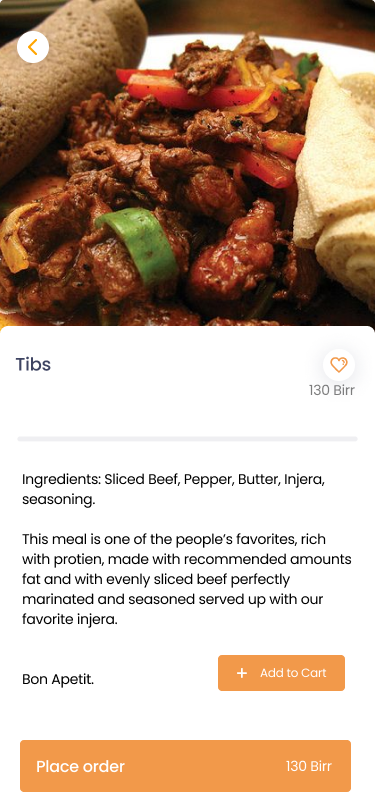 Tibs
130 Birr
Ingredients: Sliced Beef, Pepper, Butter, Injera,
seasoning.
This meal is one of the people's favorites, rich
with protien, made with recommended amounts
fat and with evenly sliced beef perfectly
marinated and seasoned served up with our
favorite injera.
Bon Apetit.
+ Add to Cart
Place order 130 Birr